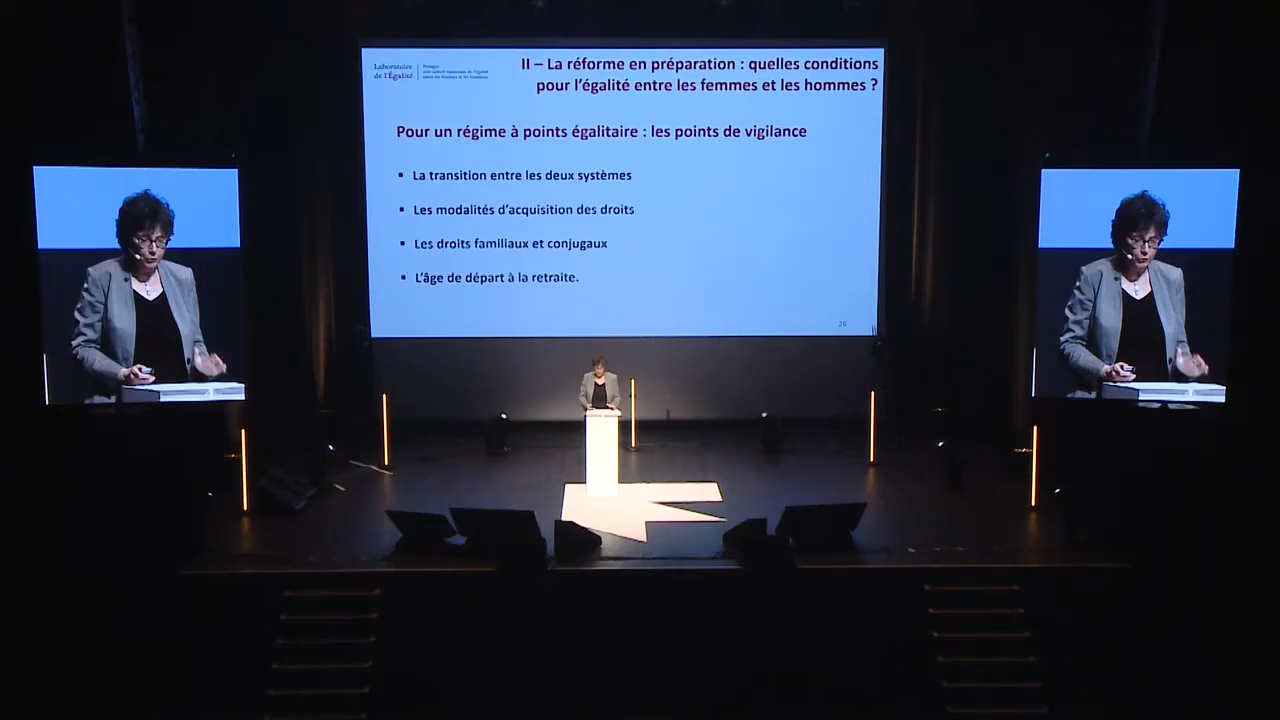 Laboratoire
de l'Égalité
II – La réforme en préparation : quelles conditions
pour l'égalité entre les femmes et les hommes ?
Pour un régime à points égalitaire : les points de vigilance
▪ La transition entre les deux systèmes
▪ Les modalités d'acquisition des droits
▪ Les droits familiaux et conjugaux
▪ L'âge de départ à la retraite.
26